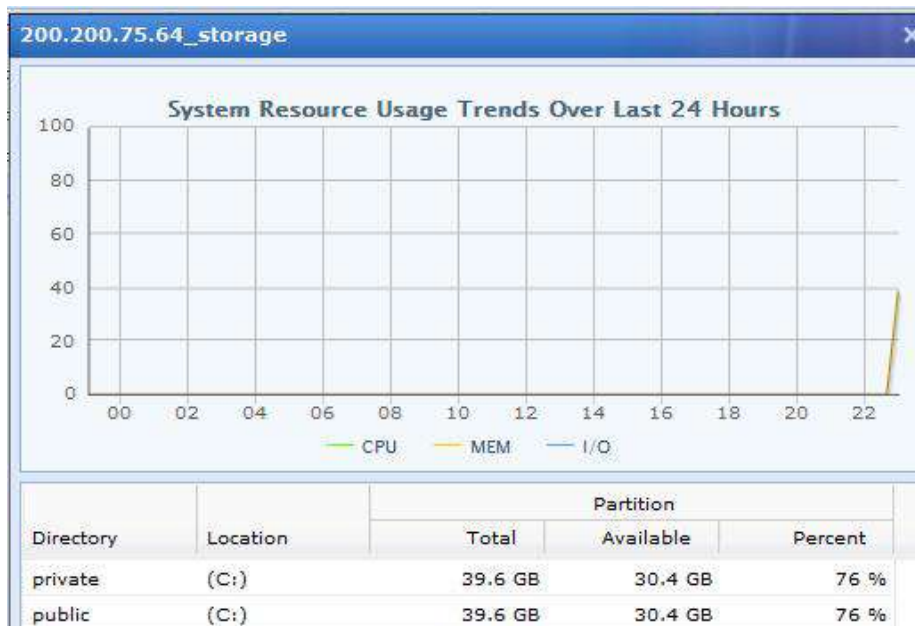 200.200.75.64_storage
System Resource Usage Trends Over Last 24 Hours
100
80
60
40
20
0
00 02 04 06 08 10 12 14 16 18 20 22
CPU MEM I/O
Partition
Directory Location Total Available Percent
private (C:) 39.6 GB 30.4 GB 76 %
public (C:) 39.6 GB 30.4 GB 76 %